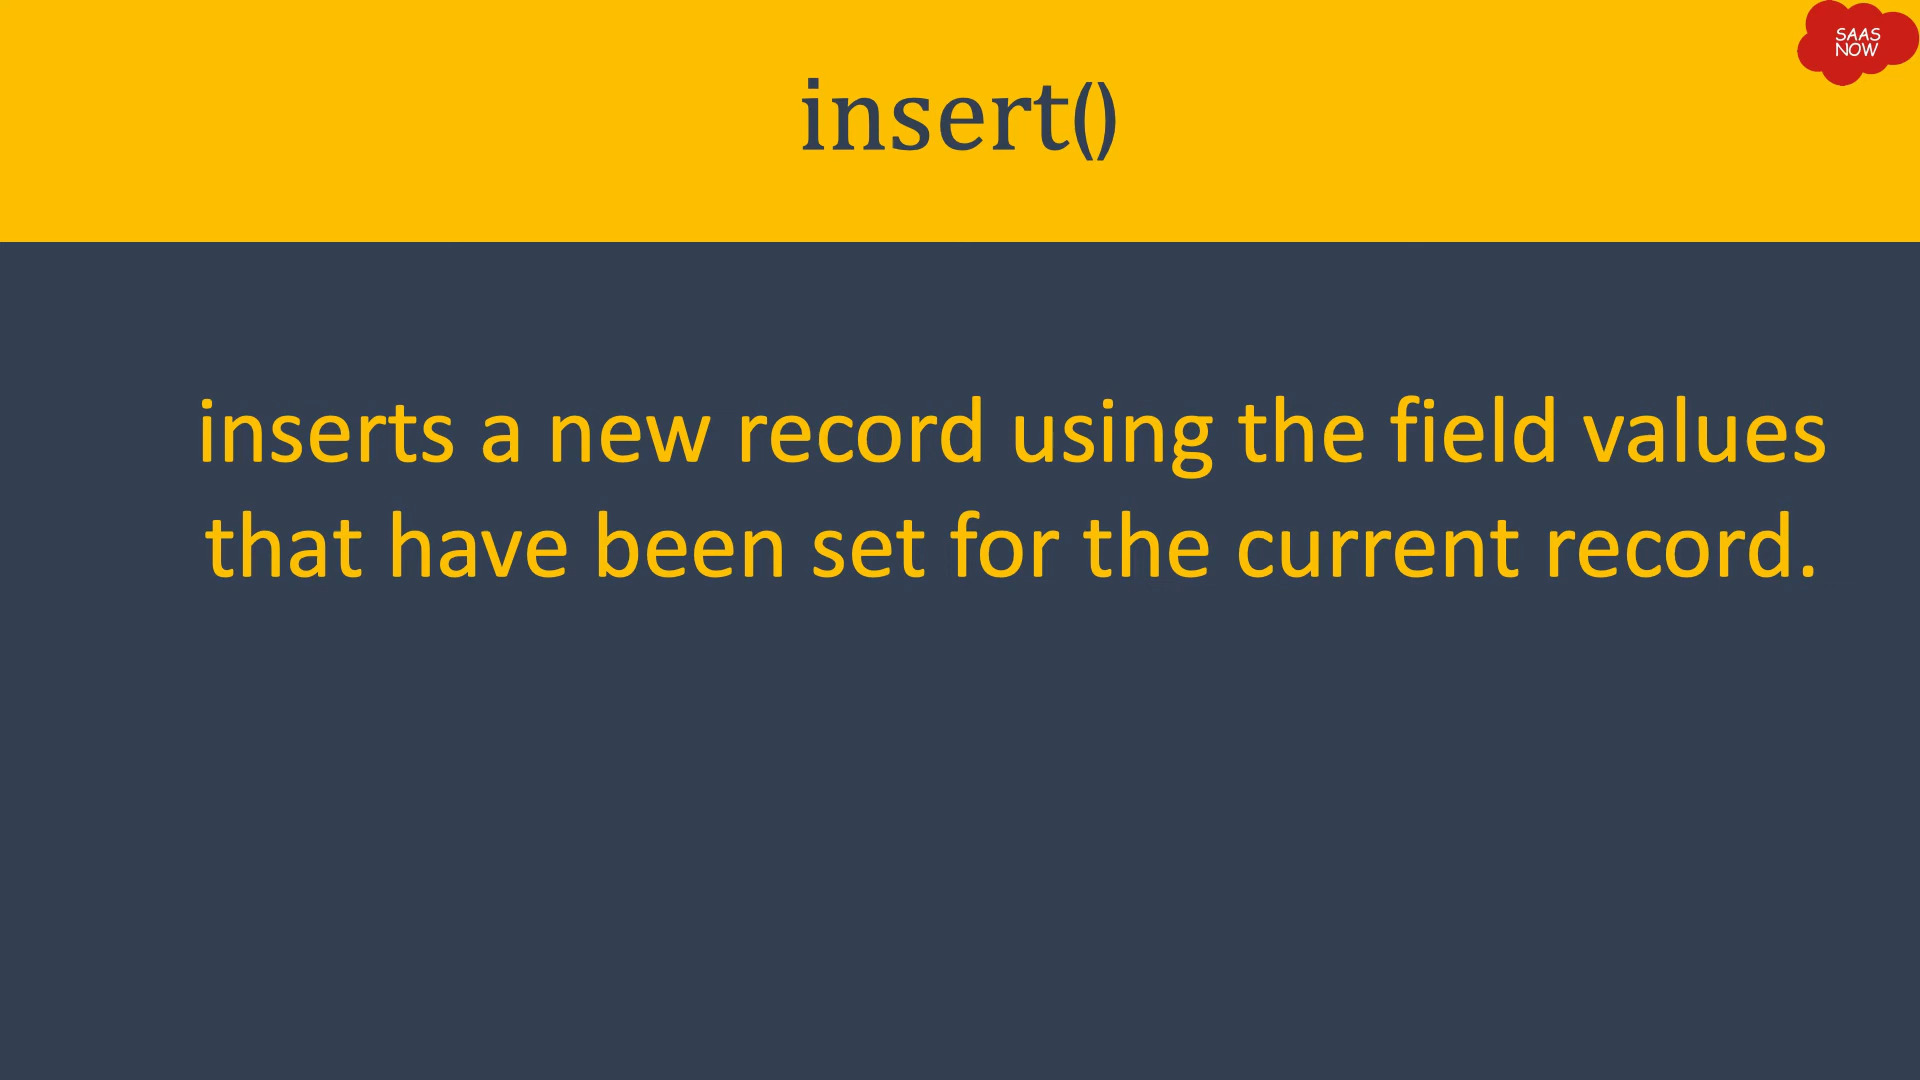 SAAS
NOW
insert()
inserts a new record using the field values
that have been set for the current record.